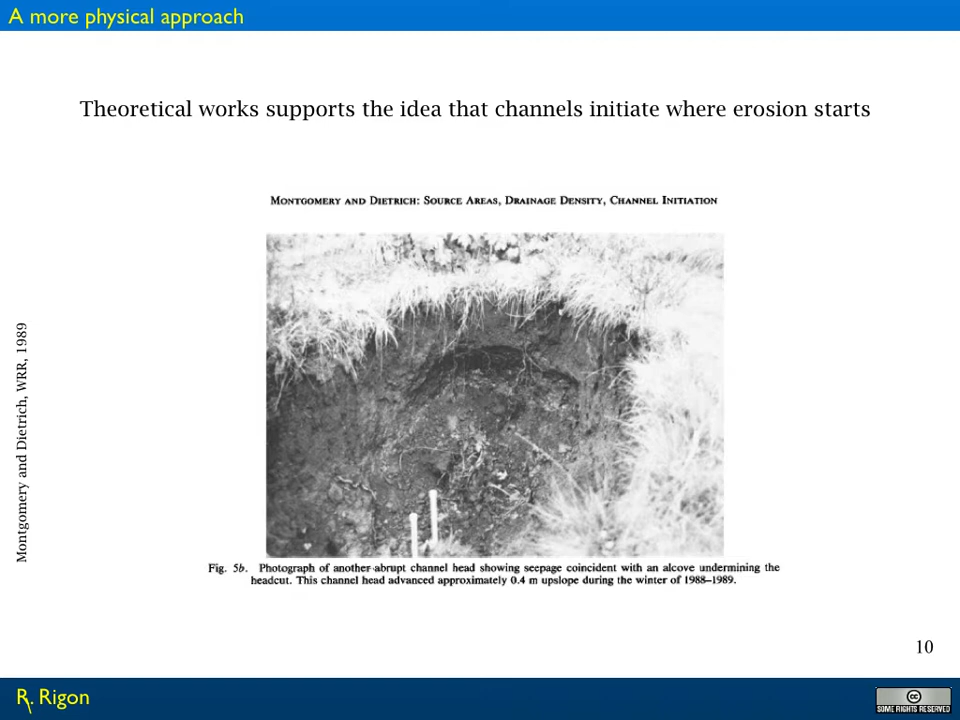 A more physical approach
Theoretical works supports the idea that channels initiate where erosion starts
MONTGOMERY AND DIETRICH: SOURCE AREAS, DRAINAGE DENSITY, CHANNEL INITIATION
Montgomery and Dietrich, WRR, 1989
Fig. 5b. Photograph of another abrupt channel head showing seepage coincident with an alcove undermining the
headcut. This channel head advanced approximately 0.4 m upslope during the winter of 1988–1989.
10
R. Rigon
cc
SOME RIGHTS RESERVED